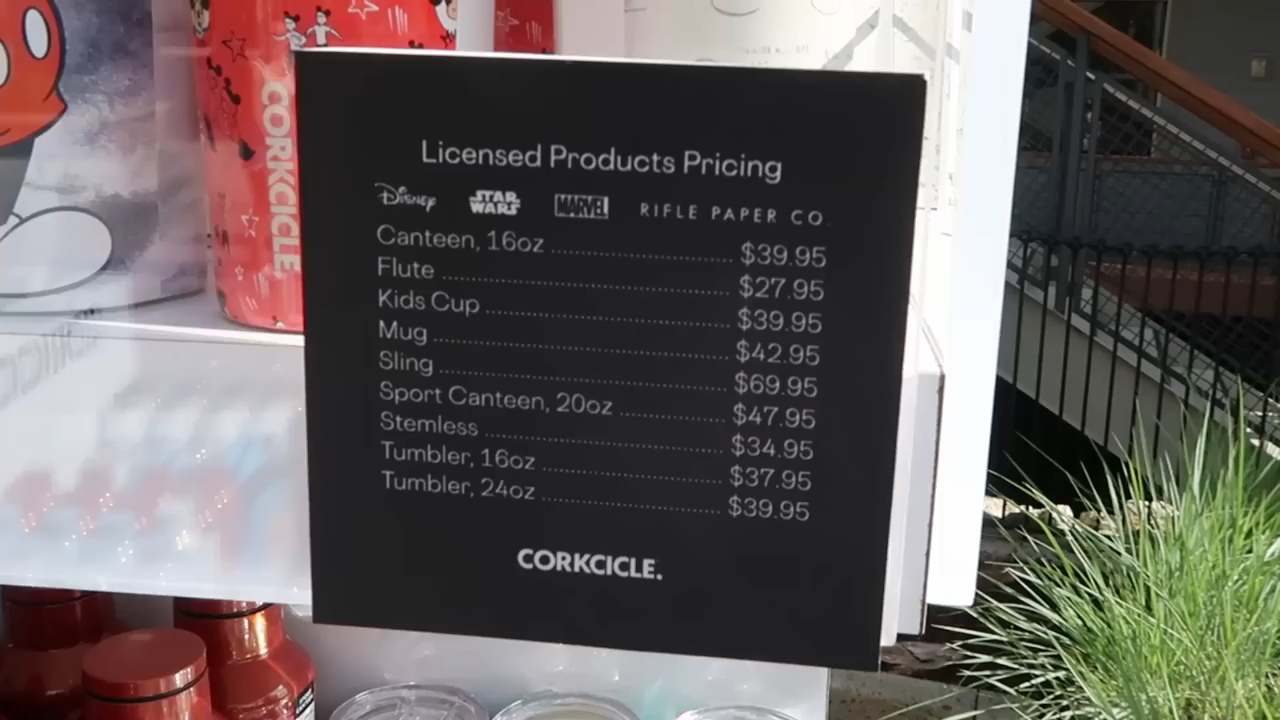 CORKCICLE
Licensed Products Pricing
Disney STAR WARS MARVEL RIFLE PAPER CO.
Canteen, 16oz ........ $39.95
Flute ........ $27.95
Kids Cup ........ $39.95
Mug ........ $42.95
Sling ........ $69.95
Sport Canteen, 20oz ........ $47.95
Stemless ........ $34.95
Tumbler, 16oz ........ $37.95
Tumbler, 24oz ........ $39.95
CORKCICLE.